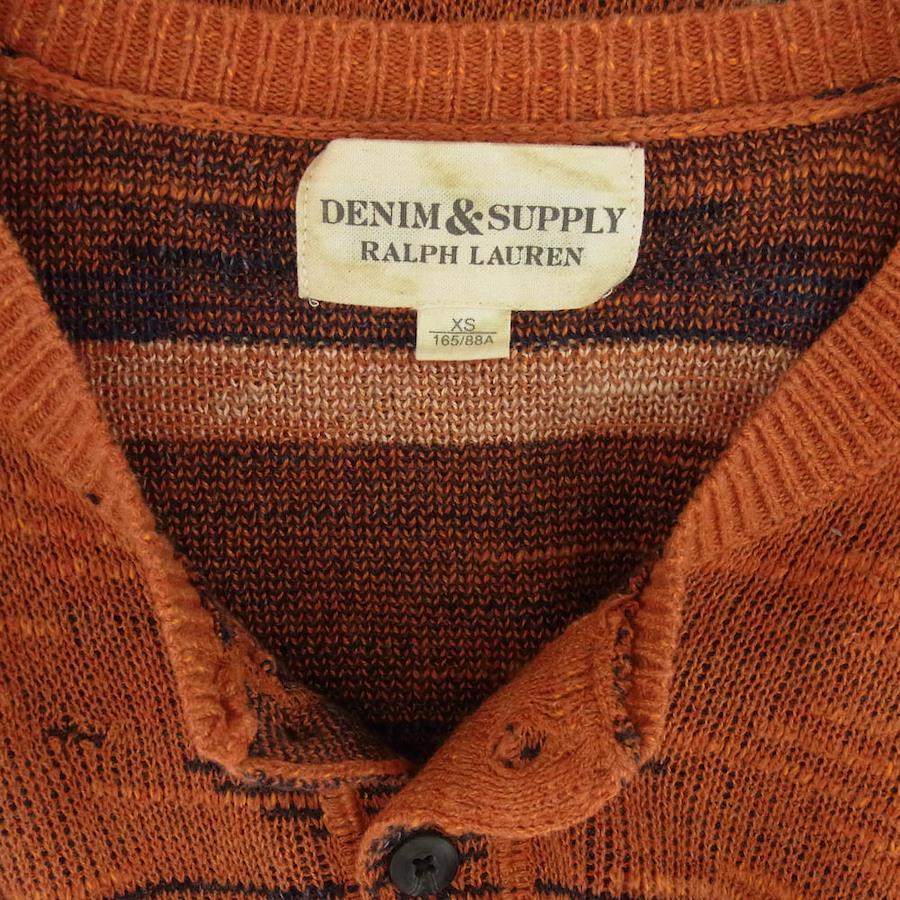 DENIM & SUPPLY
RALPH LAUREN
XS
165/88A